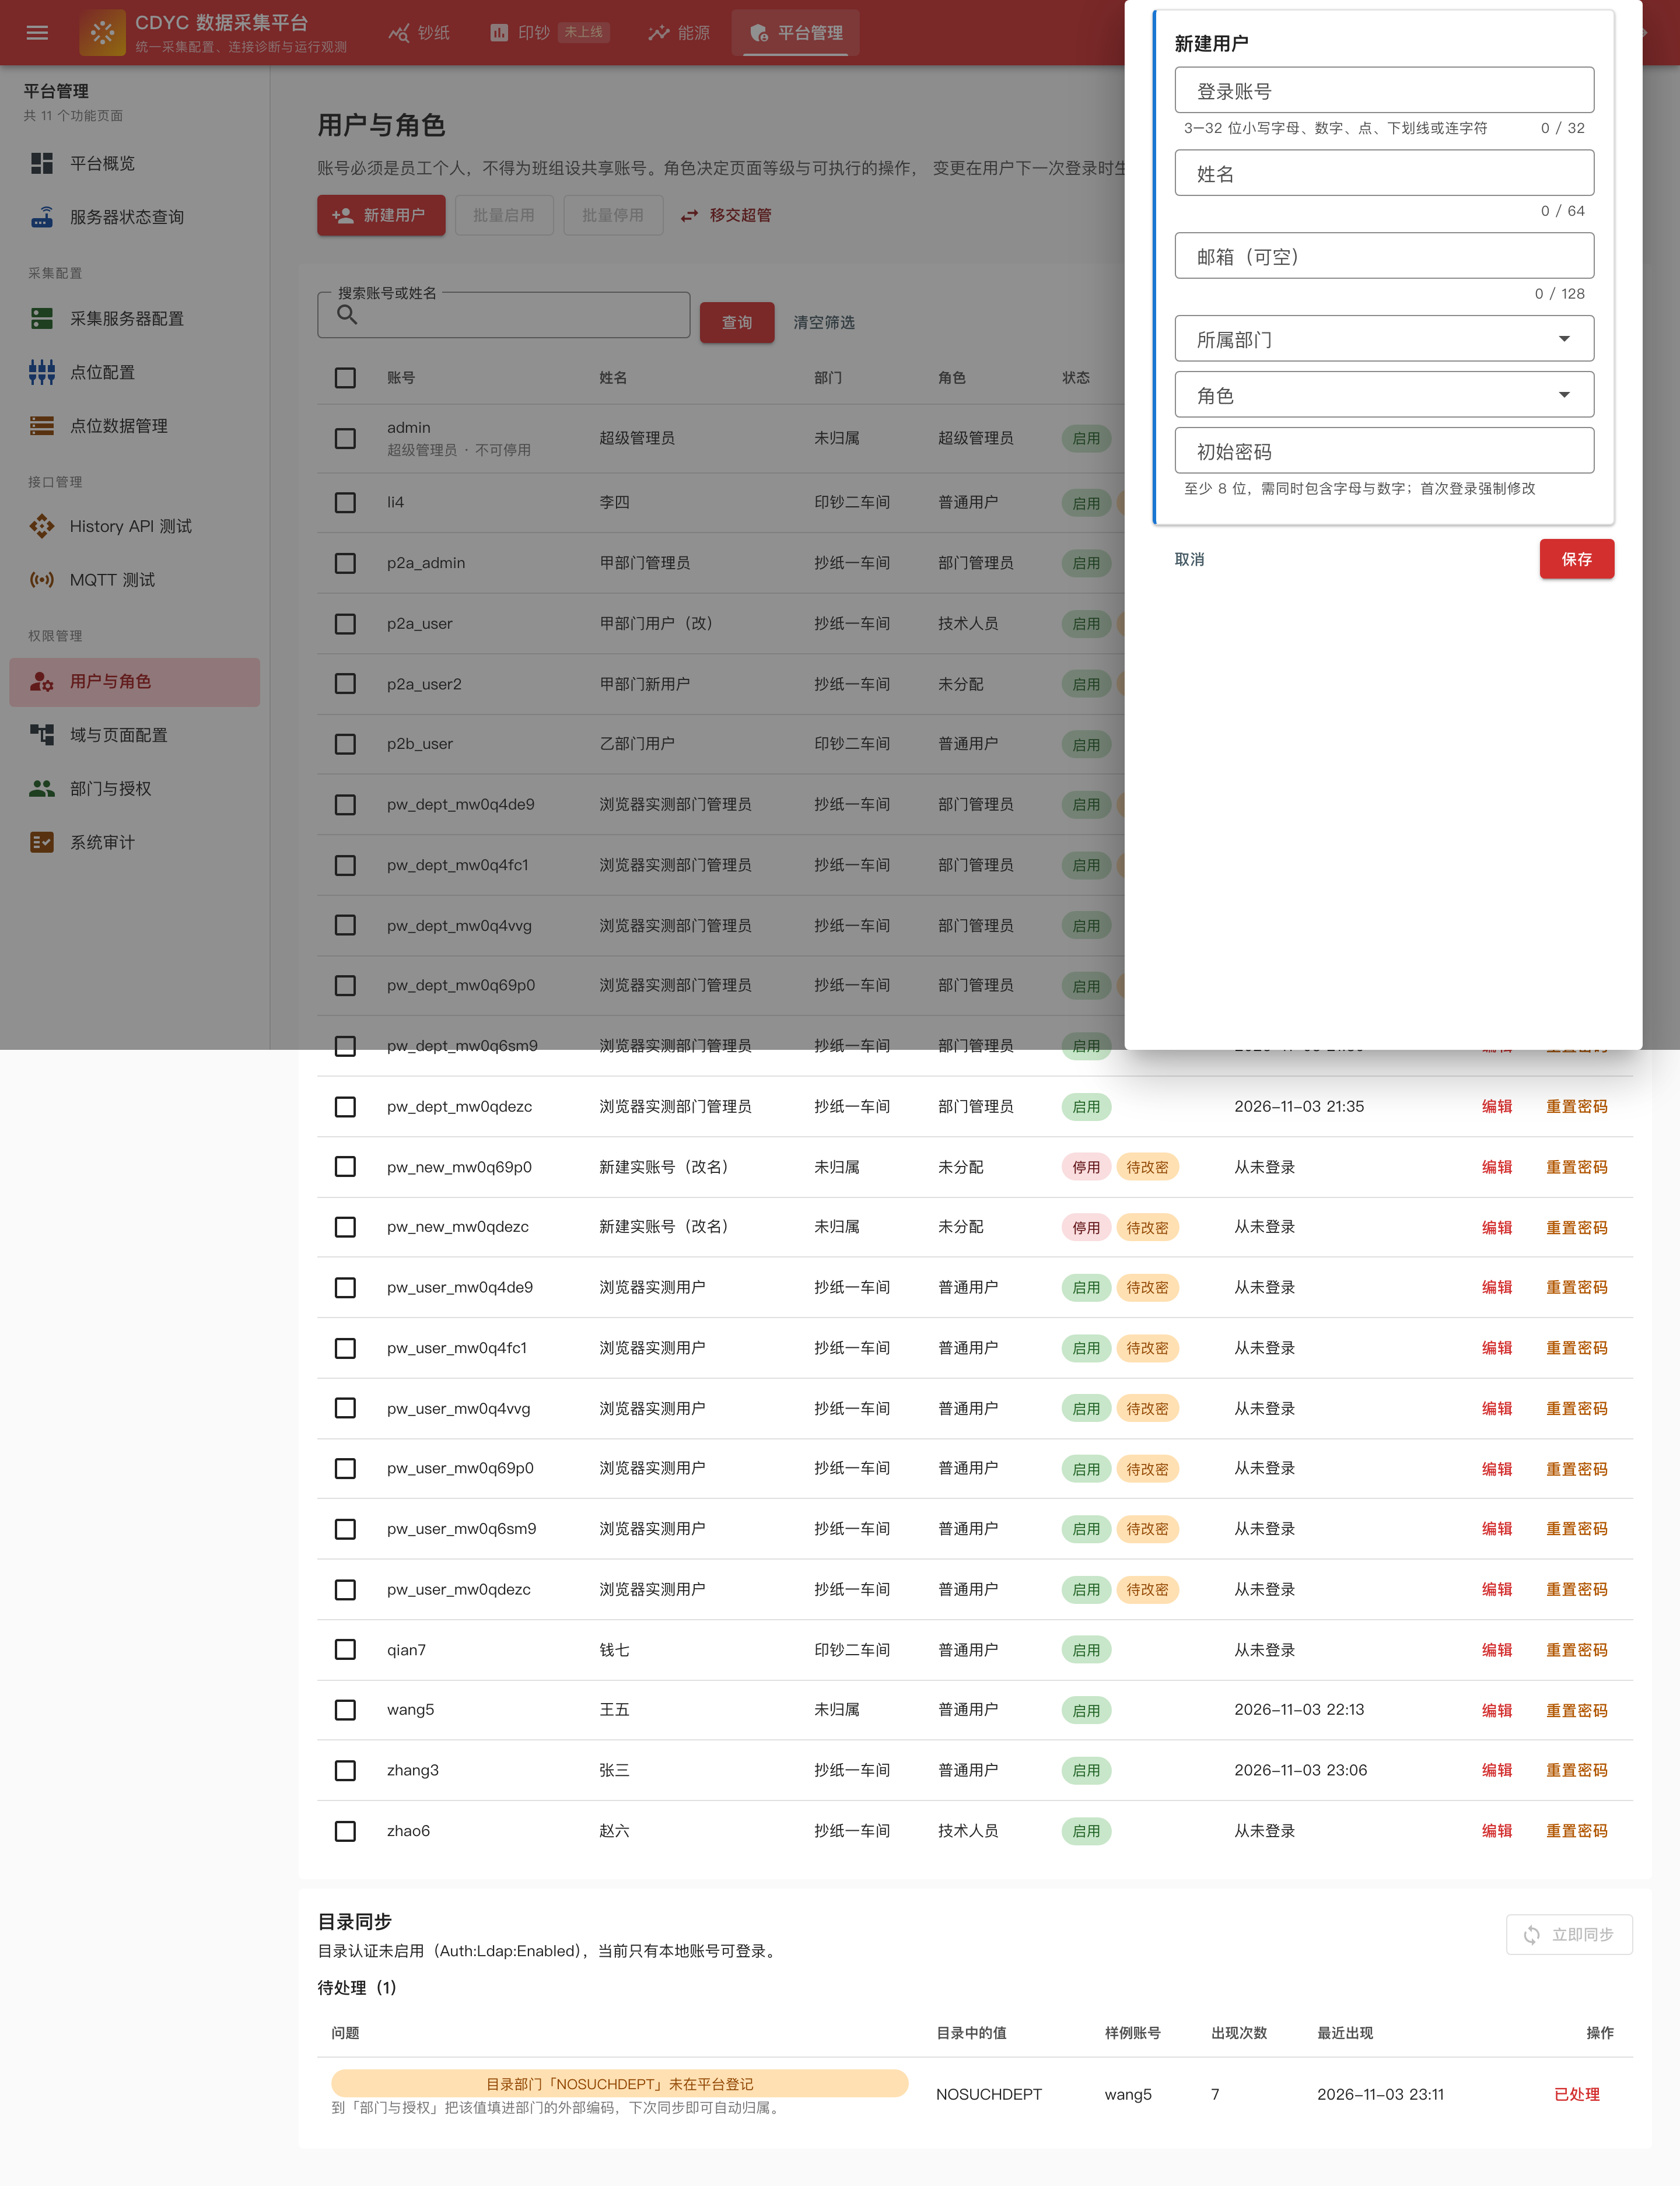 CDYC 数据采集平台
统一采集配置、连接诊断与运行观测
钞纸
印钞 未上线
能源
平台管理
平台管理
共 11 个功能页面
平台概览
服务器状态查询
采集配置
采集服务器配置
点位配置
点位数据管理
接口管理
History API 测试
MQTT 测试
权限管理
用户与角色
域与页面配置
部门与授权
系统审计
用户与角色
账号必须是员工个人，不得为班组设共享账号。角色决定页面等级与可执行的操作， 变更在用户下一次登录时生
新建用户 批量启用 批量停用 移交超管
搜索账号或姓名
查询 清空筛选
账号 姓名 部门 角色 状态
admin
超级管理员 · 不可停用
超级管理员 未归属 超级管理员 启用
li4 李四 印钞二车间 普通用户 启用
p2a_admin 甲部门管理员 抄纸一车间 部门管理员 启用
p2a_user 甲部门用户（改） 抄纸一车间 技术人员 启用
p2a_user2 甲部门新用户 抄纸一车间 未分配 启用
p2b_user 乙部门用户 印钞二车间 普通用户 启用
pw_dept_mw0q4de9 浏览器实测部门管理员 抄纸一车间 部门管理员 启用
pw_dept_mw0q4fc1 浏览器实测部门管理员 抄纸一车间 部门管理员 启用
pw_dept_mw0q4vvg 浏览器实测部门管理员 抄纸一车间 部门管理员 启用
pw_dept_mw0q69p0 浏览器实测部门管理员 抄纸一车间 部门管理员 启用
pw_dept_mw0q6sm9 浏览器实测部门管理员 抄纸一车间 部门管理员 启用
pw_dept_mw0qdezc 浏览器实测部门管理员 抄纸一车间 部门管理员 启用 2026-11-03 21:35 编辑 重置密码
pw_new_mw0q69p0 新建实账号（改名） 未归属 未分配 停用 待改密 从未登录 编辑 重置密码
pw_new_mw0qdezc 新建实账号（改名） 未归属 未分配 停用 待改密 从未登录 编辑 重置密码
pw_user_mw0q4de9 浏览器实测用户 抄纸一车间 普通用户 启用 待改密 从未登录 编辑 重置密码
pw_user_mw0q4fc1 浏览器实测用户 抄纸一车间 普通用户 启用 待改密 从未登录 编辑 重置密码
pw_user_mw0q4vvg 浏览器实测用户 抄纸一车间 普通用户 启用 待改密 从未登录 编辑 重置密码
pw_user_mw0q69p0 浏览器实测用户 抄纸一车间 普通用户 启用 待改密 从未登录 编辑 重置密码
pw_user_mw0q6sm9 浏览器实测用户 抄纸一车间 普通用户 启用 待改密 从未登录 编辑 重置密码
pw_user_mw0qdezc 浏览器实测用户 抄纸一车间 普通用户 启用 待改密 从未登录 编辑 重置密码
qian7 钱七 印钞二车间 普通用户 启用 从未登录 编辑 重置密码
wang5 王五 未归属 普通用户 启用 2026-11-03 22:13 编辑 重置密码
zhang3 张三 抄纸一车间 普通用户 启用 2026-11-03 23:06 编辑 重置密码
zhao6 赵六 抄纸一车间 技术人员 启用 从未登录 编辑 重置密码
目录同步
目录认证未启用（Auth:Ldap:Enabled），当前只有本地账号可登录。
立即同步
待处理（1）
问题 目录中的值 样例账号 出现次数 最近出现 操作
目录部门「NOSUCHDEPT」未在平台登记
到「部门与授权」把该值填进部门的外部编码，下次同步即可自动归属。
NOSUCHDEPT wang5 7 2026-11-03 23:11 已处理
新建用户
登录账号
3–32 位小写字母、数字、点、下划线或连字符 0 / 32
姓名
0 / 64
邮箱（可空）
0 / 128
所属部门
角色
初始密码
至少 8 位，需同时包含字母与数字；首次登录强制修改
取消 保存